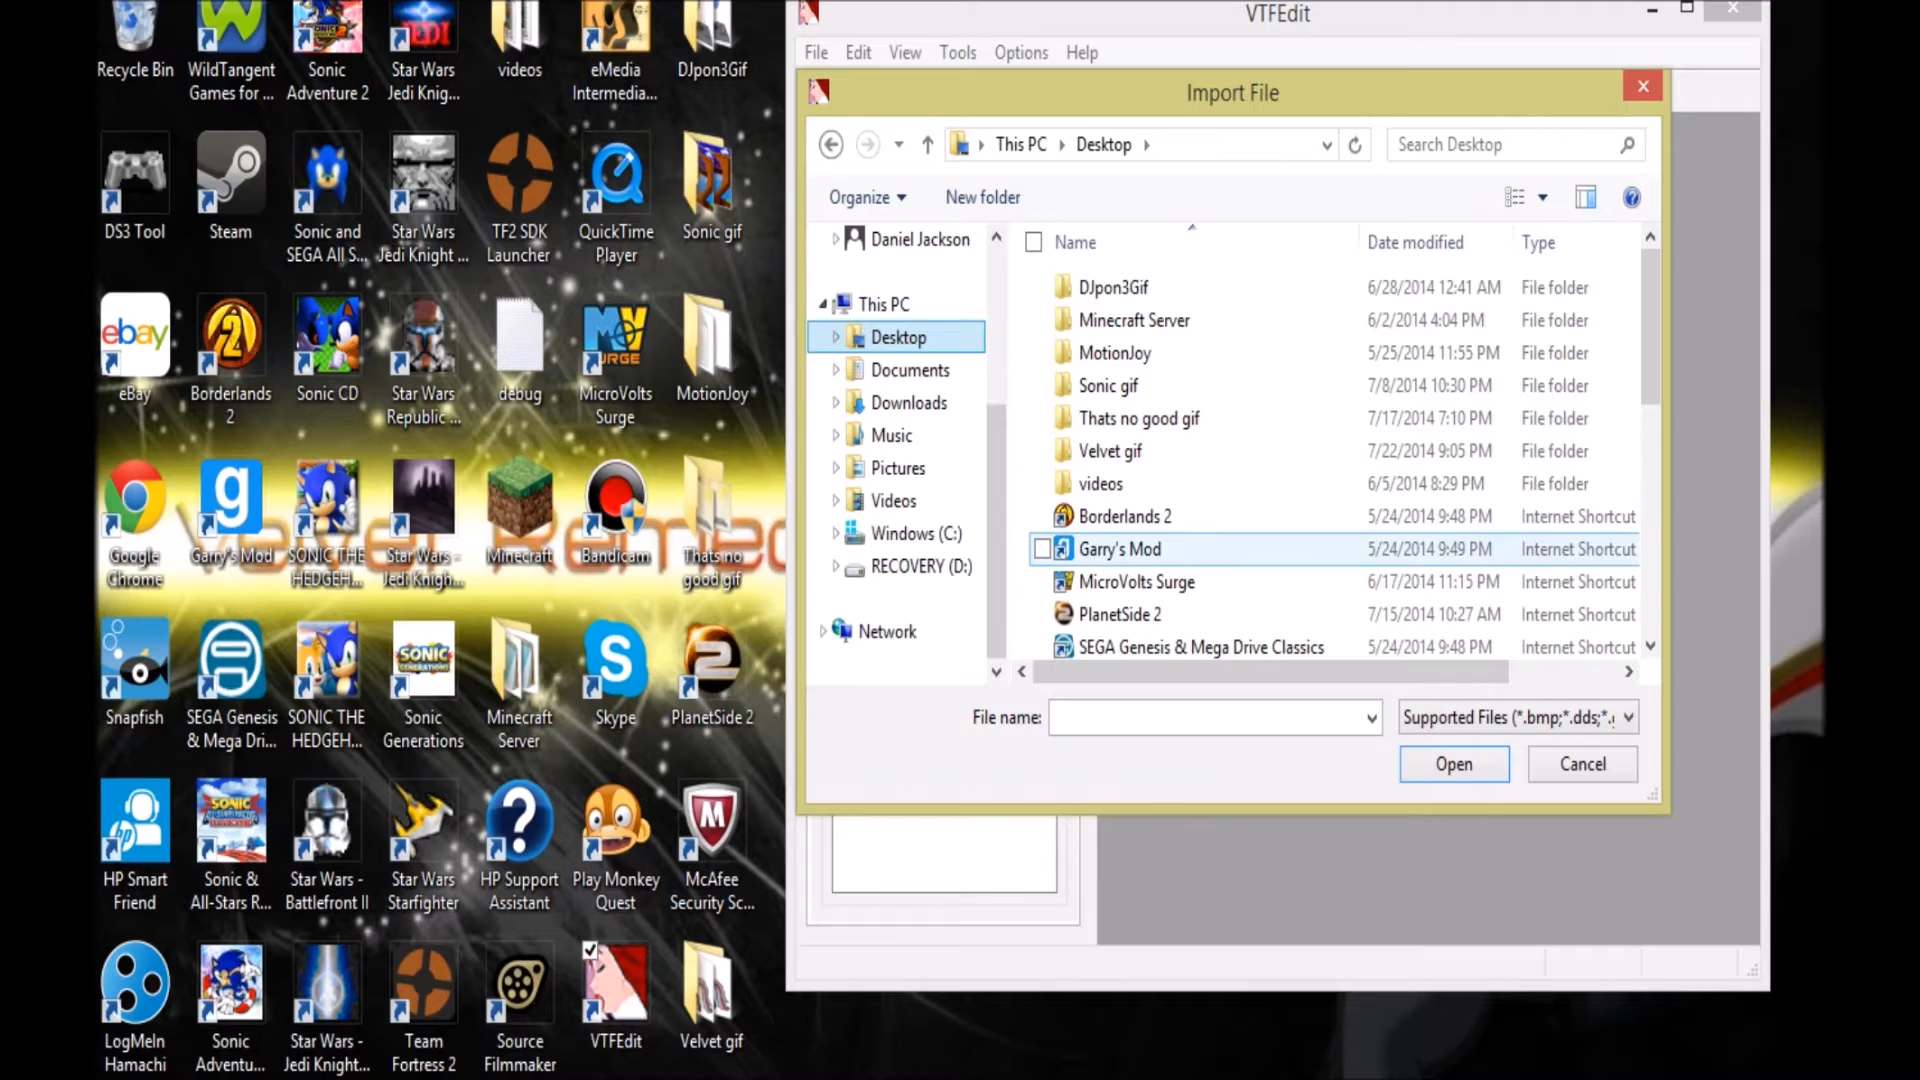 Recycle Bin
WildTangent
Games for ...
Sonic
Adventure 2
Star Wars
Jedi Knig...
videos
eMedia
Intermedia...
DJpon3Gif
DS3 Tool
Steam
Sonic and
SEGA All S...
Star Wars
Jedi Knight ...
TF2 SDK
Launcher
QuickTime
Player
Sonic gif
eBay
Borderlands
2
Sonic CD
Star Wars
Republic ...
debug
MicroVolts
Surge
MotionJoy
Google
Chrome
Garry's Mod
SONIC THE
HEDGEH...
Star Wars -
Jedi Knigh...
Minecraft
Bandicam
Thats no
good gif
Snapfish
SEGA Genesis
& Mega Dri...
SONIC THE
HEDGEH...
Sonic
Generations
Minecraft
Server
Skype
PlanetSide 2
HP Smart
Friend
Sonic &
All-Stars R...
Star Wars -
Battlefront II
Star Wars
Starfighter
HP Support
Assistant
Play Monkey
Quest
McAfee
Security Sc...
LogMeIn
Hamachi
Sonic
Adventu...
Star Wars -
Jedi Knight...
Team
Fortress 2
Source
Filmmaker
VTFEdit
Velvet gif
VTFEdit
File Edit View Tools Options Help
Import File
This PC Desktop
Search Desktop
Organize New folder
Daniel Jackson
This PC
Desktop
Documents
Downloads
Music
Pictures
Videos
Windows (C:)
RECOVERY (D:)
Network
Name Date modified Type
DJpon3Gif 6/28/2014 12:41 AM File folder
Minecraft Server 6/2/2014 4:04 PM File folder
MotionJoy 5/25/2014 11:55 PM File folder
Sonic gif 7/8/2014 10:30 PM File folder
Thats no good gif 7/17/2014 7:10 PM File folder
Velvet gif 7/22/2014 9:05 PM File folder
videos 6/5/2014 8:29 PM File folder
Borderlands 2 5/24/2014 9:48 PM Internet Shortcut
Garry's Mod 5/24/2014 9:49 PM Internet Shortcut
MicroVolts Surge 6/17/2014 11:15 PM Internet Shortcut
PlanetSide 2 7/15/2014 10:27 AM Internet Shortcut
SEGA Genesis & Mega Drive Classics 5/24/2014 9:48 PM Internet Shortcut
File name:
Supported Files (*.bmp;*.dds;*.g
Open Cancel